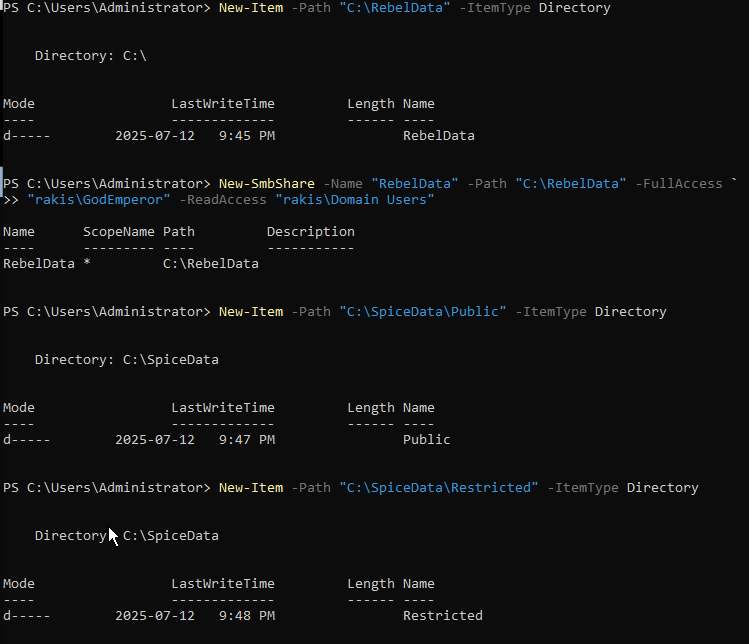 PS C:\Users\Administrator> New-Item -Path "C:\RebelData" -ItemType Directory
Directory: C:\
Mode LastWriteTime Length Name
---- ------------- ------ ----
d----- 2025-07-12 9:45 PM RebelData
PS C:\Users\Administrator> New-SmbShare -Name "RebelData" -Path "C:\RebelData" -FullAccess `
>> "rakis\GodEmperor" -ReadAccess "rakis\Domain Users"
Name ScopeName Path Description
---- --------- ---- -----------
RebelData * C:\RebelData
PS C:\Users\Administrator> New-Item -Path "C:\SpiceData\Public" -ItemType Directory
Directory: C:\SpiceData
Mode LastWriteTime Length Name
---- ------------- ------ ----
d----- 2025-07-12 9:47 PM Public
PS C:\Users\Administrator> New-Item -Path "C:\SpiceData\Restricted" -ItemType Directory
Directory: C:\SpiceData
Mode LastWriteTime Length Name
---- ------------- ------ ----
d----- 2025-07-12 9:48 PM Restricted